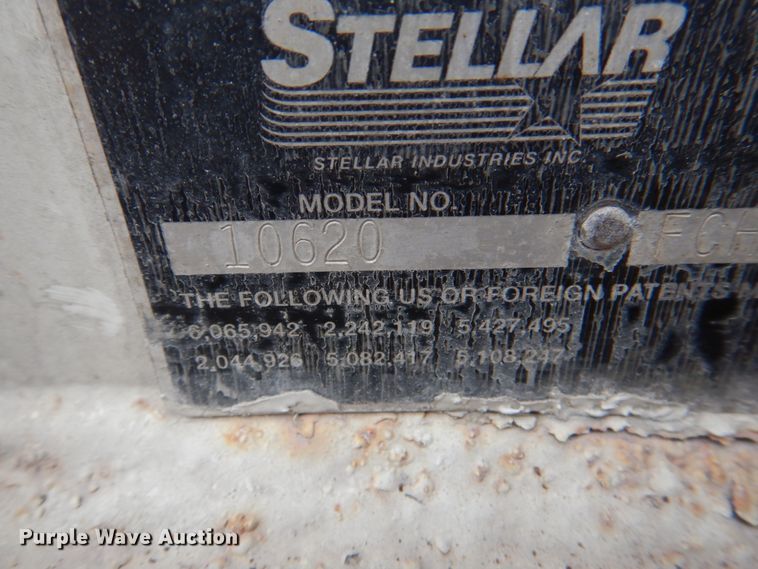 STELLAR
STELLAR INDUSTRIES INC
MODEL NO.
10620 FCH
THE FOLLOWING US OR FOREIGN PATENTS
6,065,942 2,242,119 5,427,495
2,044,926 5,082,417 5,108,247
Purple Wave Auction